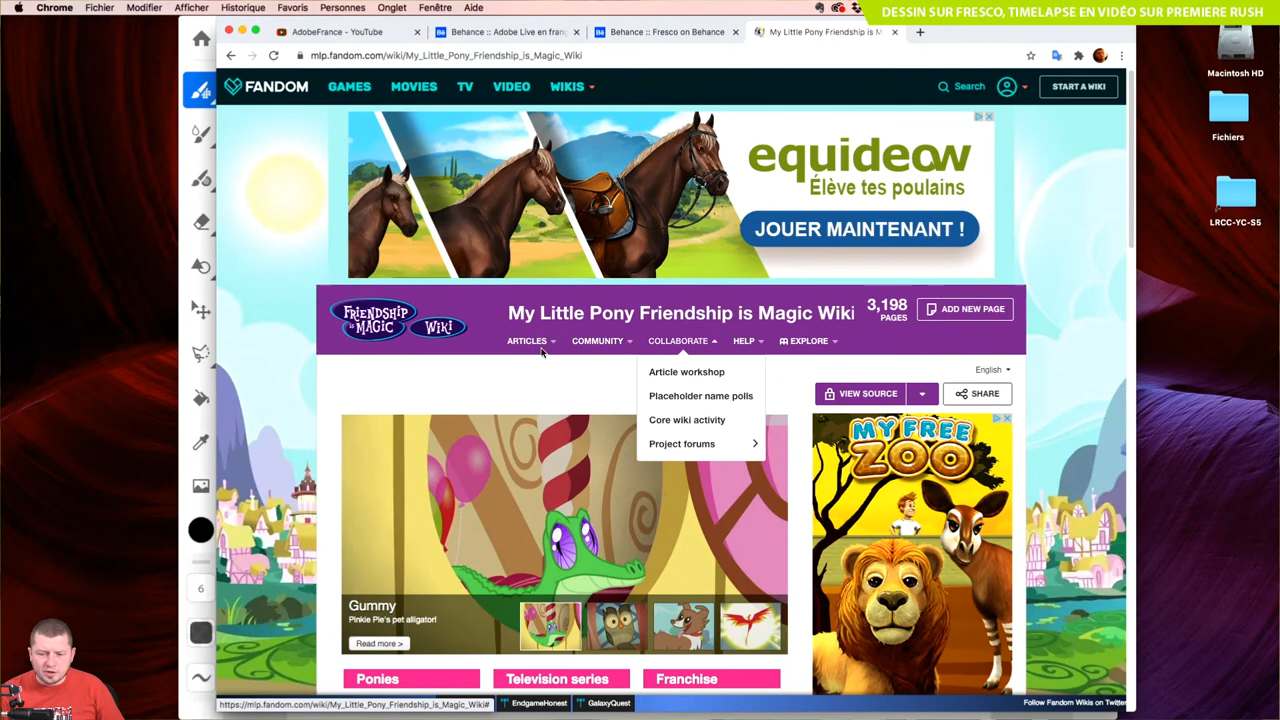 Chrome Fichier Modifier Afficher Historique Favoris Personnes Onglet Fenêtre Aide
DESSIN SUR FRESCO, TIMELAPSE EN VIDÉO SUR PREMIERE RUSH
AdobeFrance - YouTube
Behance :: Adobe Live en fran
Behance :: Fresco on Behance
My Little Pony Friendship is M
mlp.fandom.com/wiki/My_Little_Pony_Friendship_is_Magic_Wiki
Macintosh HD
FANDOM GAMES MOVIES TV VIDEO WIKIS Search START A WIKI
Fichiers
LRCC-YC-S5
equideow
Élève tes poulains
JOUER MAINTENANT !
FRIENDSHIP IS MAGIC WIKI
My Little Pony Friendship is Magic Wiki
3,198 PAGES
ADD NEW PAGE
ARTICLES COMMUNITY COLLABORATE HELP EXPLORE
Article workshop
Placeholder name polls
Core wiki activity
Project forums
English
VIEW SOURCE
SHARE
MY FREE ZOO
6
Gummy
Pinkie Pie's pet alligator!
Read more >
Ponies
Television series
Franchise
https://mlp.fandom.com/wiki/My_Little_Pony_Friendship_is_Magic_Wiki#
EndgameHonest
GalaxyQuest
Follow Fandom Wikis on Twitter